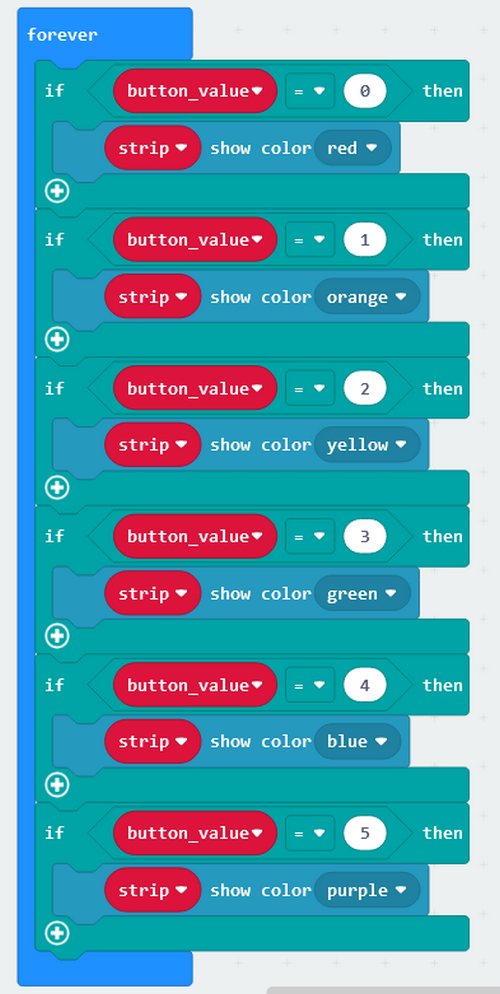 forever
if button_value = 0 then
strip show color red
if button_value = 1 then
strip show color orange
if button_value = 2 then
strip show color yellow
if button_value = 3 then
strip show color green
if button_value = 4 then
strip show color blue
if button_value = 5 then
strip show color purple